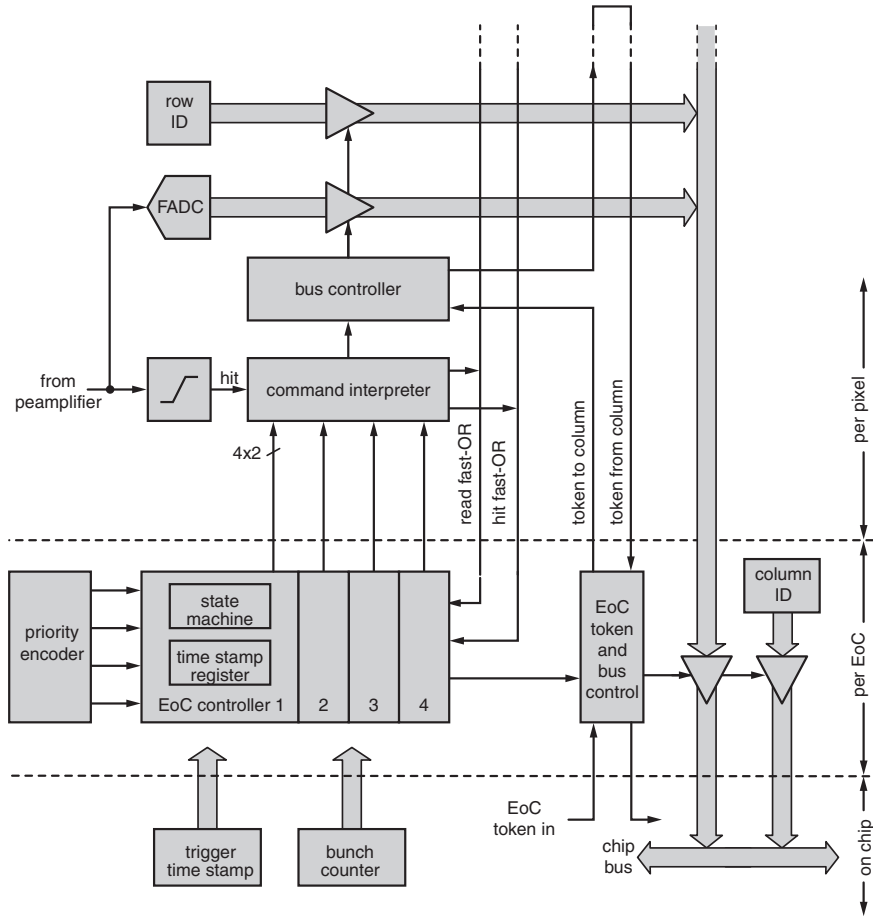 row
ID
FADC
bus controller
from
peamplifier
hit
command interpreter
4x2
read fast-OR
hit fast-OR
token to column
token from column
per pixel
priority
encoder
state
machine
time stamp
register
EoC controller 1
2
3
4
EoC
token
and
bus
control
column
ID
per EoC
trigger
time stamp
bunch
counter
EoC
token in
chip
bus
on chip